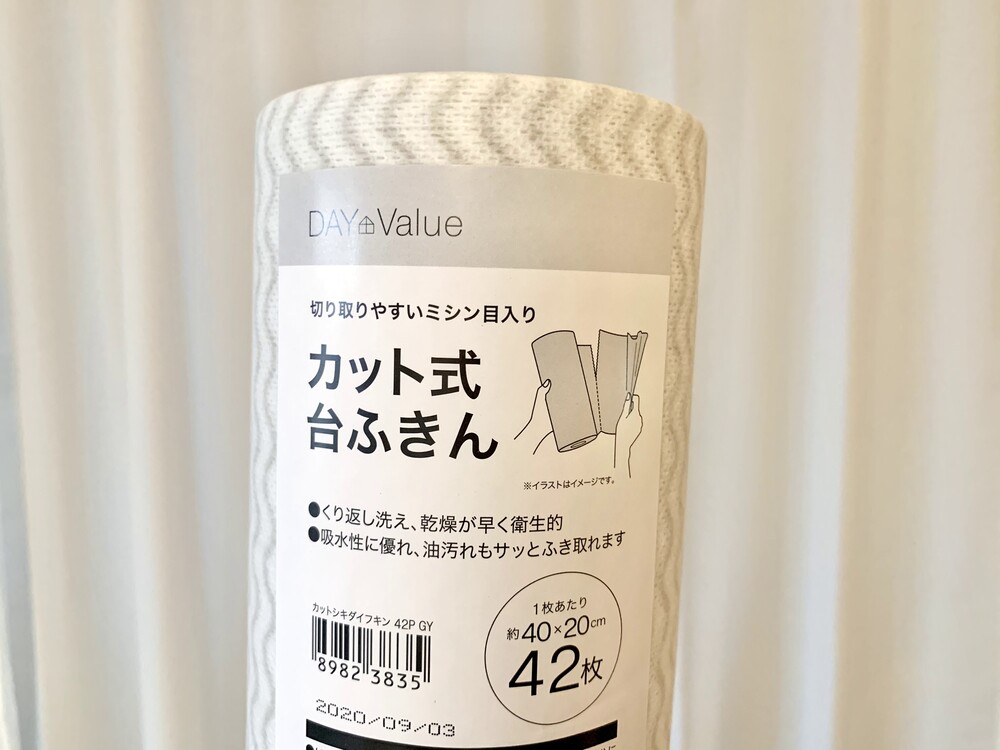 DAY Value
切り取りやすいミシン目入り
カット式
台ふきん
※イラストはイメージです。
●くり返し洗え、乾燥が早く衛生的
●吸水性に優れ、油汚れもサッとふき取れます
カットシキダイフキン 42P GY
8982 3835
1枚あたり
約40×20cm
42枚
2020/09/03